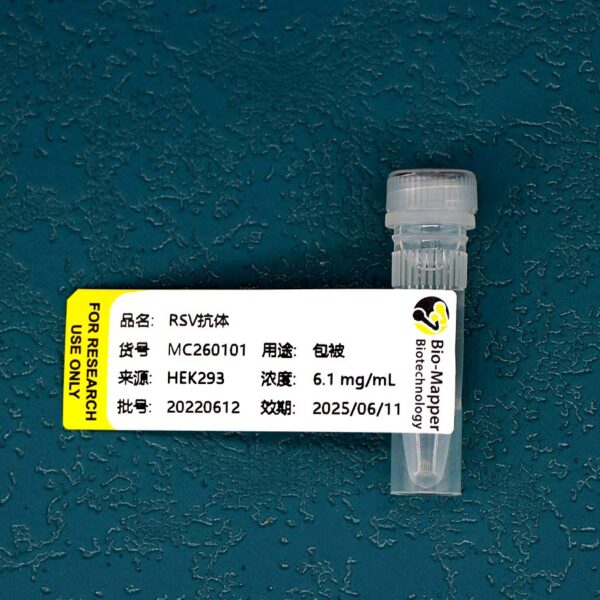 FOR RESEARCH
USE ONLY
品名: RSV抗体
货号 MC260101 用途: 包被
来源: HEK293 浓度: 6.1 mg/mL
批号: 20220612 效期: 2025/06/11
Bio-Mapper
Biotechnology